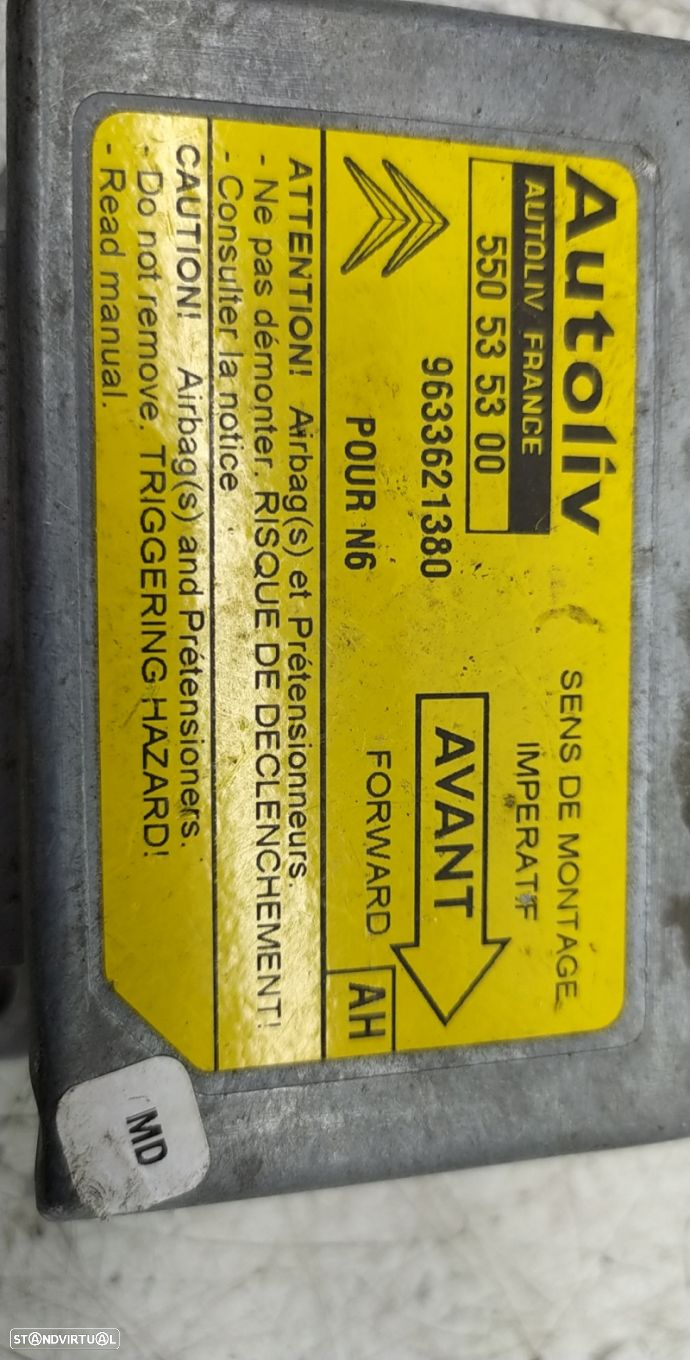 Autoliv
AUTOLIV FRANCE
550 53 53 00
9633621380
POUR N6
SENS DE MONTAGE
IMPERATIF
AVANT
FORWARD
AH
ATTENTION! Airbag(s) et Prétensionneurs.
- Ne pas démonter. RISQUE DE DECLENCHEMENT!
- Consulter la notice.
CAUTION! Airbag(s) and Prétensioners.
- Do not remove. TRIGGERING HAZARD!
- Read manual.
MD
STANDVIRTUAL